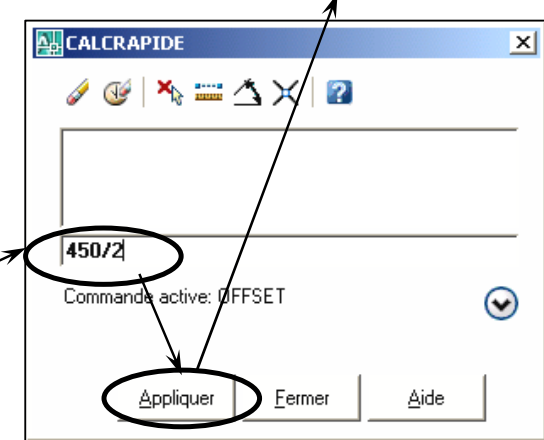 CALCRAPIDE
450/2
Commande active: OFFSET
Appliquer Fermer Aide